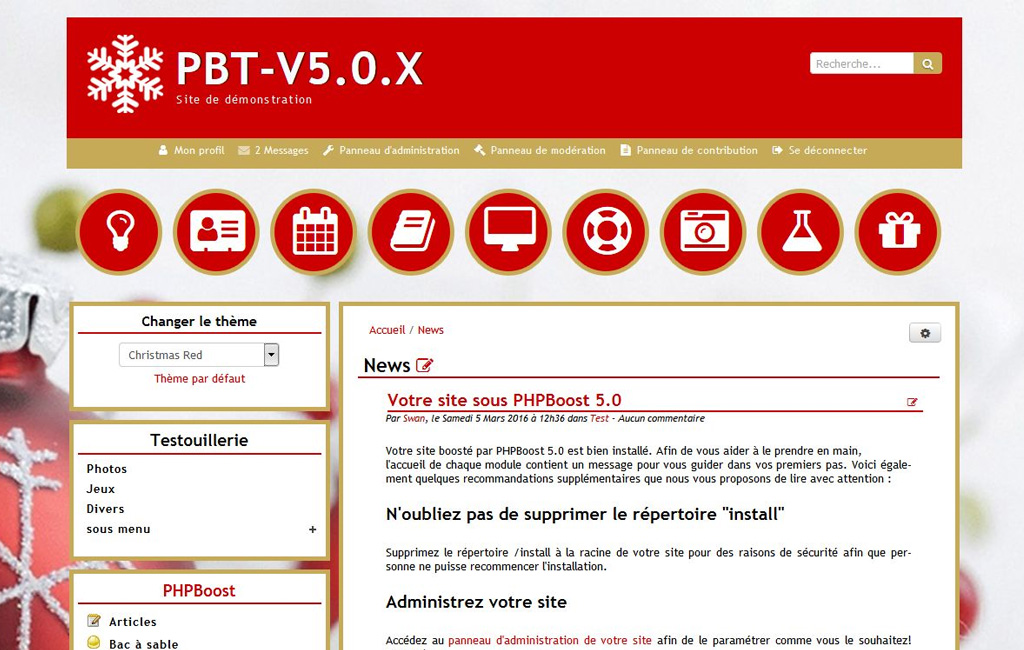 PBT-V5.0.X
Site de démonstration
Recherche...
Mon profil
2 Messages
Panneau d'administration
Panneau de modération
Panneau de contribution
Se déconnecter
Changer le thème
Christmas Red
Thème par défaut
Testouillerie
Photos
Jeux
Divers
sous menu
+
PHPBoost
Articles
Bac à sable
Accueil / News
News
Votre site sous PHPBoost 5.0
Par Swan, le Samedi 5 Mars 2016 à 12h36 dans Test - Aucun commentaire
Votre site boosté par PHPBoost 5.0 est bien installé. Afin de vous aider à le prendre en main,
l'accueil de chaque module contient un message pour vous guider dans vos premiers pas. Voici égale-
ment quelques recommandations supplémentaires que nous vous proposons de lire avec attention :
N'oubliez pas de supprimer le répertoire "install"
Supprimez le répertoire /install à la racine de votre site pour des raisons de sécurité afin que per-
sonne ne puisse recommencer l'installation.
Administrez votre site
Accédez au panneau d'administration de votre site afin de le paramétrer comme vous le souhaitez!